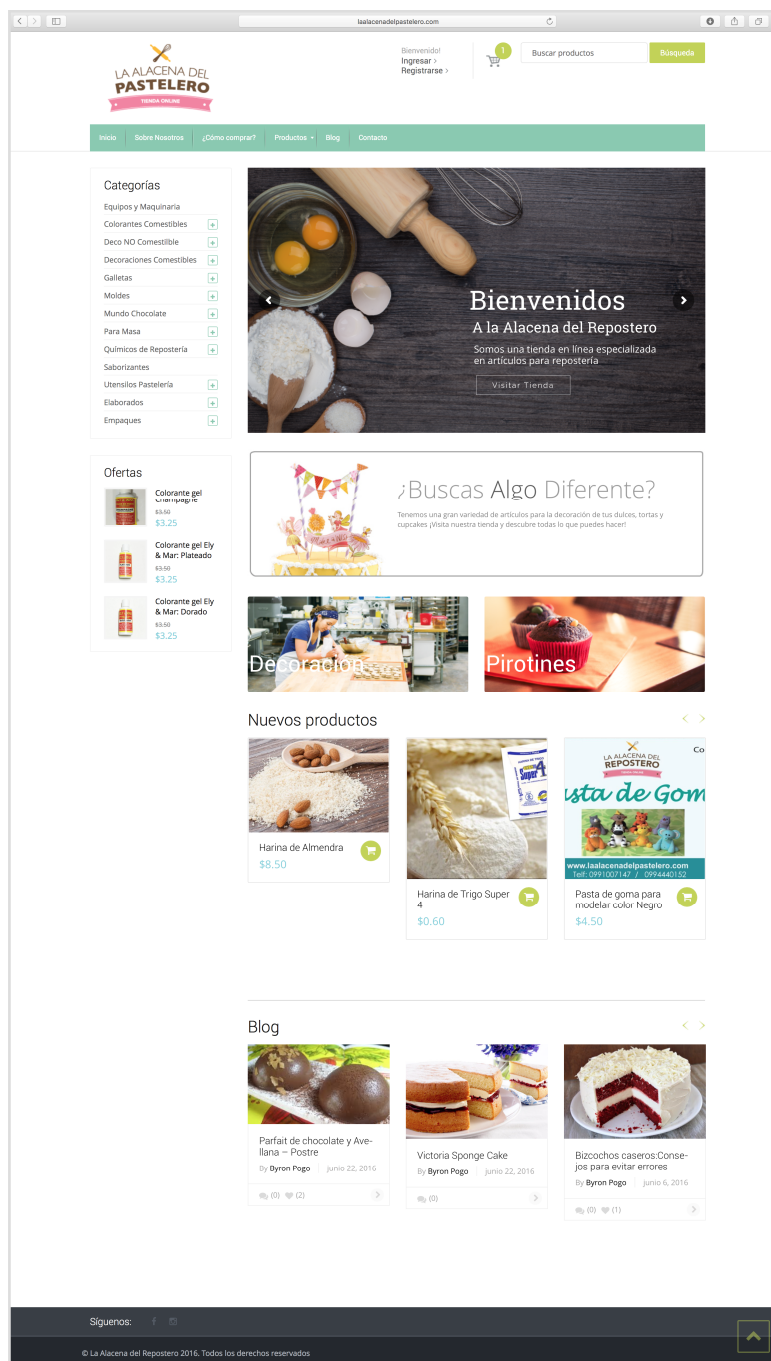 laalacenadelpastelero.com
LA ALACENA DEL
PASTELERO
TIENDA ONLINE
Bienvenido!
Ingresar >
Registrarse >
1
Buscar productos
Búsqueda
Inicio
Sobre Nosotros
¿Cómo comprar?
Productos
Blog
Contacto
Categorías
Equipos y Maquinaria
Colorantes Comestibles
Deco NO Comestilble
Decoraciones Comestibles
Galletas
Moldes
Mundo Chocolate
Para Masa
Químicos de Repostería
Saborizantes
Utensilos Pastelería
Elaborados
Empaques
Bienvenidos
A la Alacena del Repostero
Somos una tienda en línea especializada
en artículos para repostería
Visitar Tienda
Ofertas
Colorante gel
Champagne
$3.50
$3.25
Colorante gel Ely
& Mar: Plateado
$3.50
$3.25
Colorante gel Ely
& Mar: Dorado
$3.50
$3.25
¿Buscas Algo Diferente?
Tenemos una gran variedad de artículos para la decoración de tus dulces, tortas y
cupcakes ¡Visita nuestra tienda y descubre todas lo que puedes hacer!
Decoración
Pirotines
Nuevos productos
Harina de Almendra
$8.50
Super 4
Harina de Trigo Super
4
$0.60
LA ALACENA DEL
REPOSTERO
TIENDA ONLINE
Co
sta de Gom
www.laalacenadelpastelero.com
Telf: 0991007147 / 0994440152
Pasta de goma para
modelar color Negro
$4.50
Blog
Parfait de chocolate y Ave-
llana – Postre
By Byron Pogo junio 22, 2016
(0) (2)
Victoria Sponge Cake
By Byron Pogo junio 22, 2016
(0)
Bizcochos caseros:Conse-
jos para evitar errores
By Byron Pogo junio 6, 2016
(0) (1)
Síguenos:
© La Alacena del Repostero 2016. Todos los derechos reservados